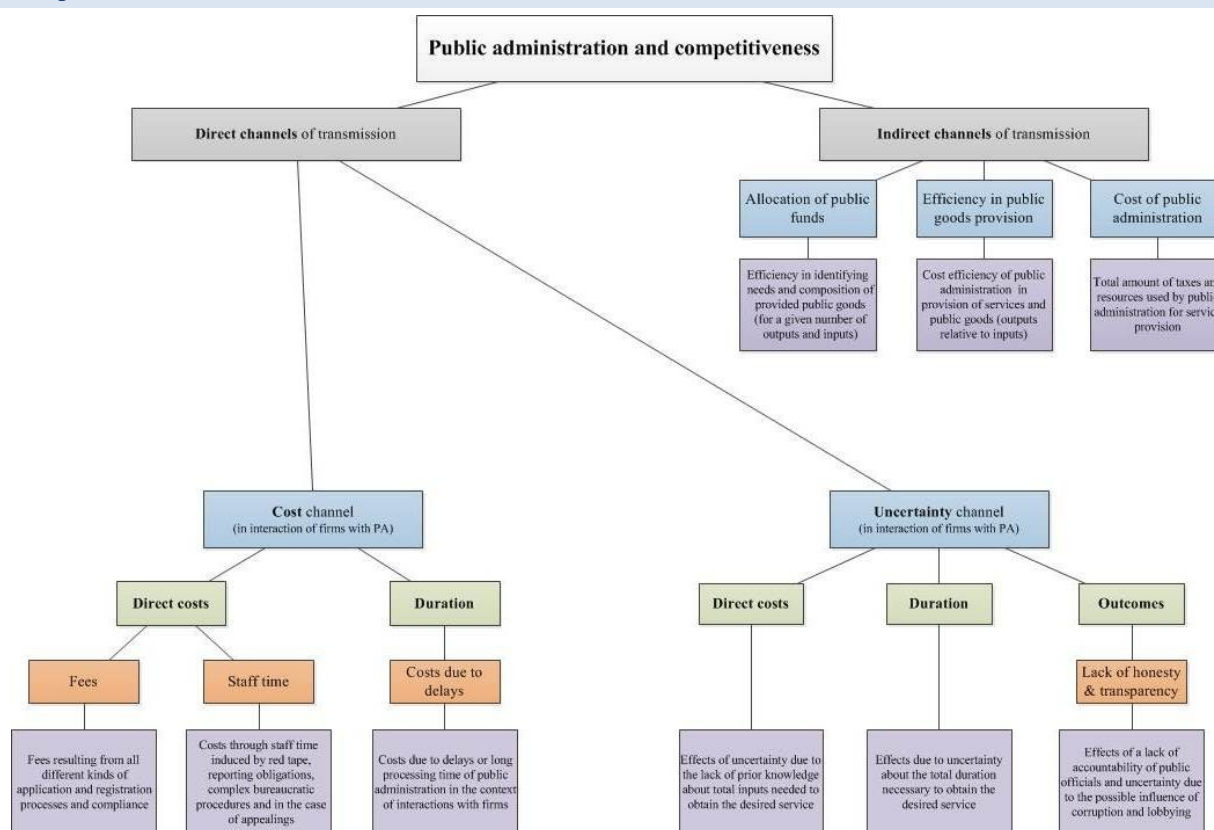 Public administration and competitiveness
Direct channels of transmission
Indirect channels of transmission
Allocation of public
funds
Efficiency in public
goods provision
Cost of public
administration
Efficiency in identifying
needs and composition of
provided public goods
(for a given number of
outputs and inputs)
Cost efficiency of public
administration in
provision of services and
public goods (outputs
relative to inputs)
Total amount of taxes an
resources used by publi
administration for servic
provision
Cost channel
(in interaction of firms with PA)
Uncertainty channel
(in interaction of firms with PA)
Direct costs
Duration
Direct costs
Duration
Outcomes
Fees
Staff time
Costs due to
delays
Lack of honesty
& transparency
Fees resulting from all
different kinds of
application and registration
processes and compliance
Costs through staff time
induced by red tape,
reporting obligations,
complex bureaucratic
procedures and in the case
of appealings
Costs due to delays or long
processing time of public
administration in the context
of interactions with firms
Effects of uncertainty due to
the lack of prior knowledge
about total inputs needed to
obtain the desired service
Effects due to uncertainty
about the total duration
necessary to obtain the
desired service
Effects of a lack of
accountability of public
officials and uncertainty due
to the possible influence of
corruption and lobbying